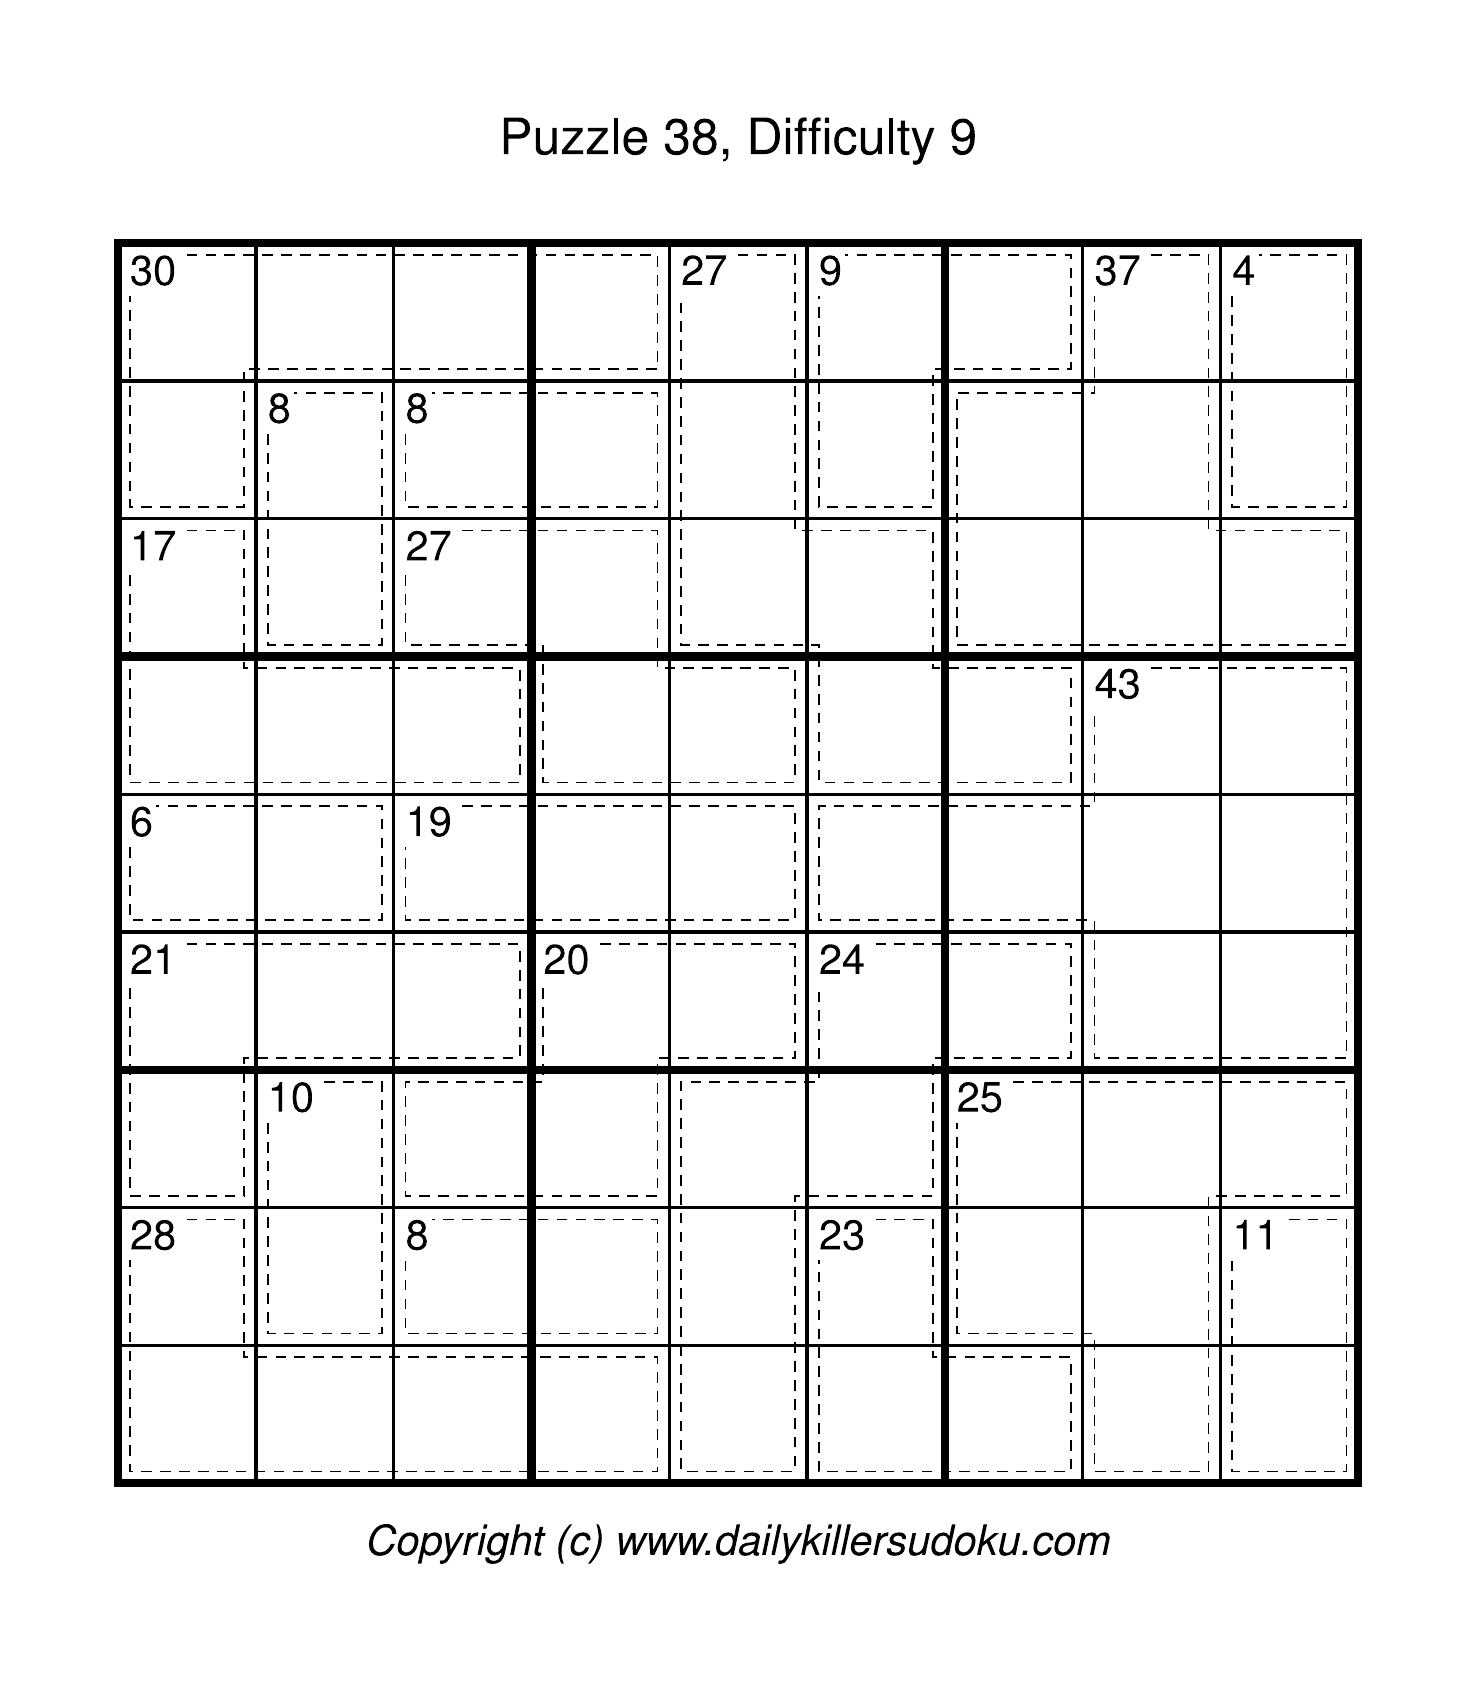 Puzzle 38, Difficulty 9
30 27 9 37 4
8 8
17 27
43
6 19
21 20 24
10 25
28 8 23 11
Copyright (c) www.dailykillersudoku.com